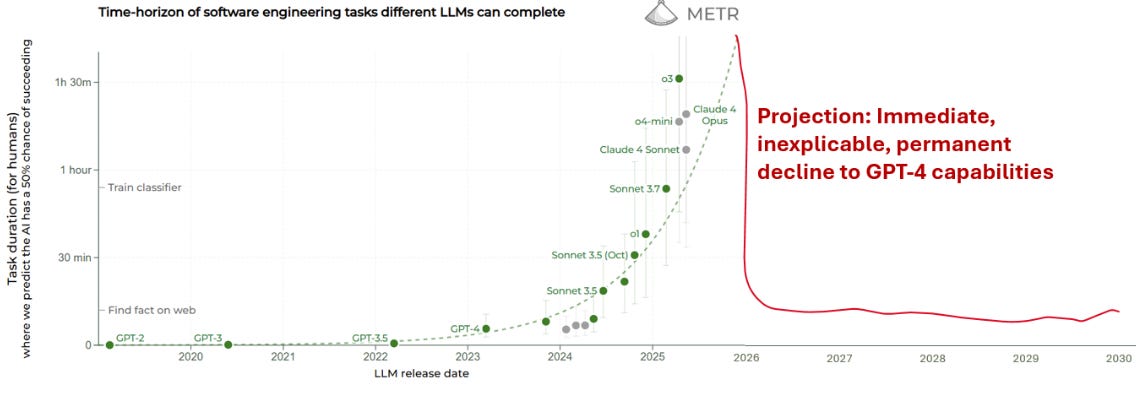 Time-horizon of software engineering tasks different LLMs can complete
METR
Task duration (for humans)
where we predict the AI has a 50% chance of succeeding
1h 30m
1 hour
30 min
0
Train classifier
Find fact on web
GPT-2
GPT-3
GPT-3.5
GPT-4
Sonnet 3.5
Sonnet 3.5 (Oct)
o1
Sonnet 3.7
Claude 4 Sonnet
o4-mini
Claude 4
Opus
o3
Projection: Immediate,
inexplicable, permanent
decline to GPT-4 capabilities
2020
2021
2022
2023
2024
2025
2026
2027
2028
2029
2030
LLM release date